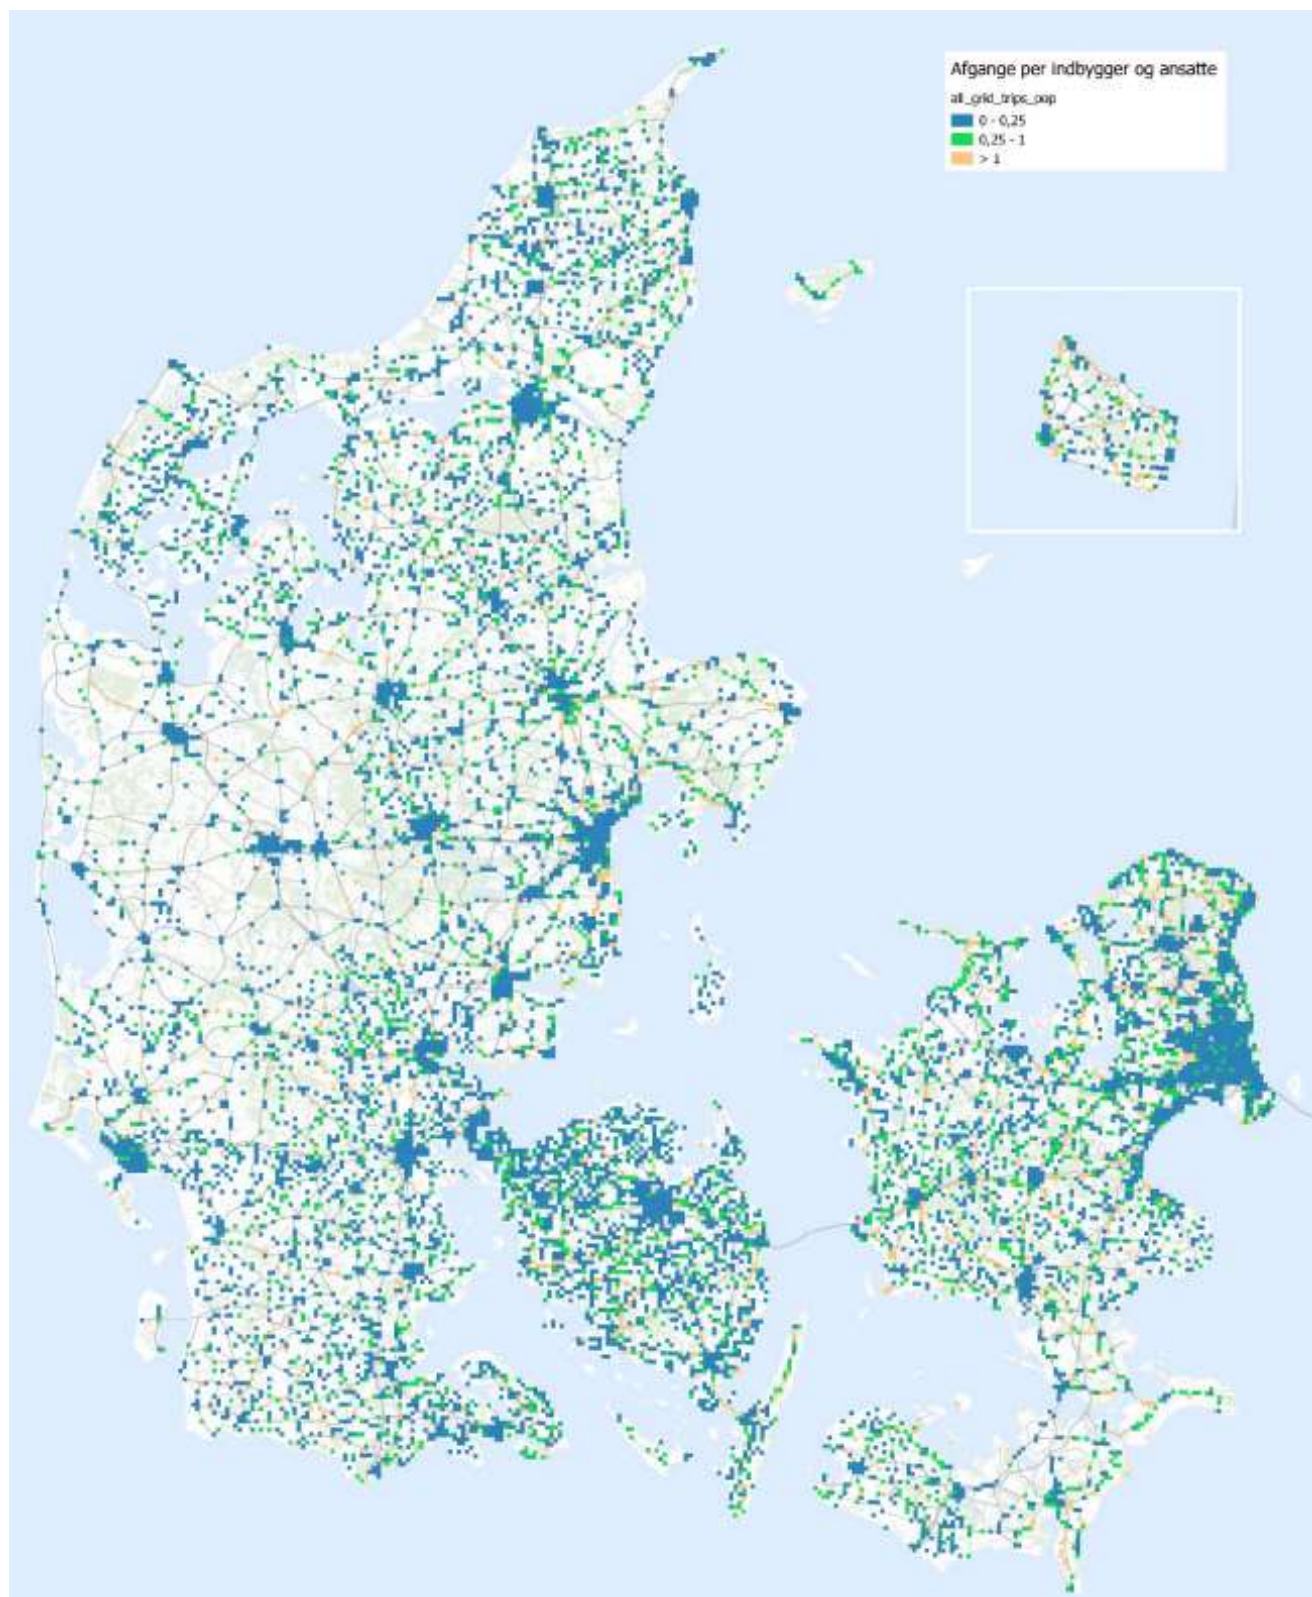 Afgange per indbygger og ansatte
all_grid_trips_pop
0 - 0,25
0,25 - 1
> 1